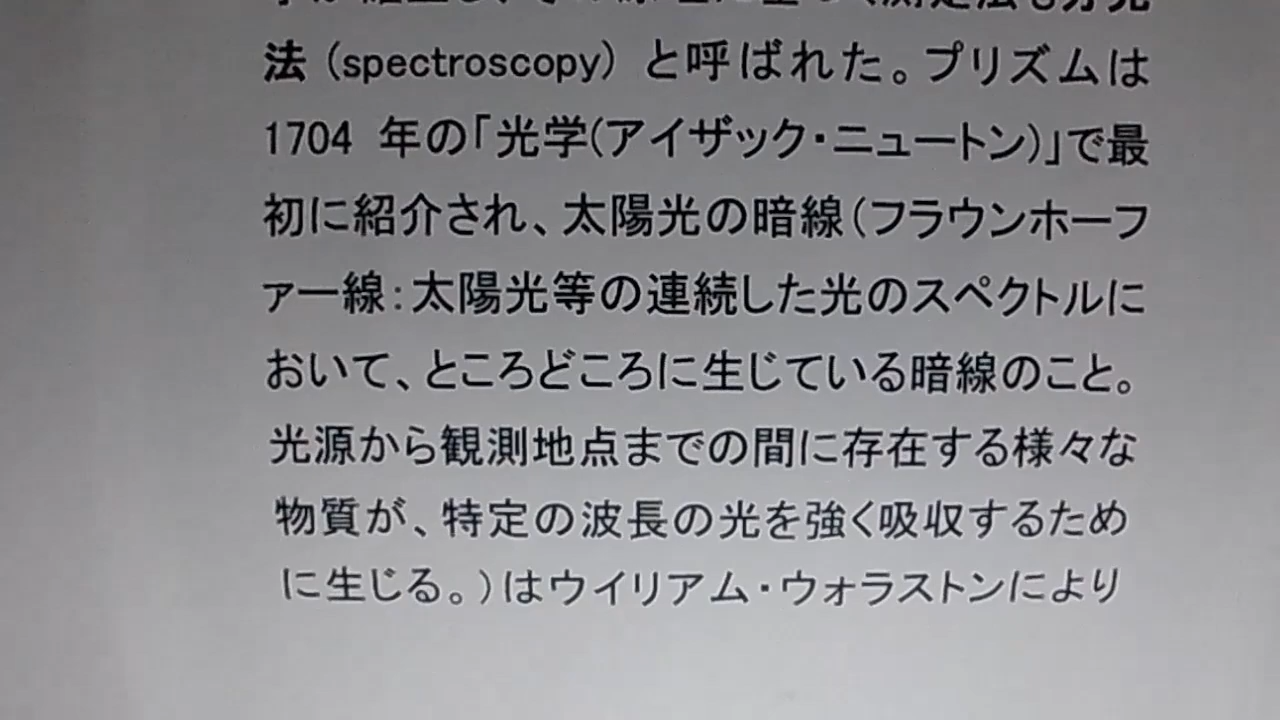 法 (spectroscopy) と呼ばれた。プリズムは
1704 年の「光学(アイザック・ニュートン)」で最
初に紹介され、太陽光の暗線(フラウンホーフ
ァー線:太陽光等の連続した光のスペクトルに
おいて、ところどころに生じている暗線のこと。
光源から観測地点までの間に存在する様々な
物質が、特定の波長の光を強く吸収するため
に生じる。)はウイリアム・ウォラストンにより